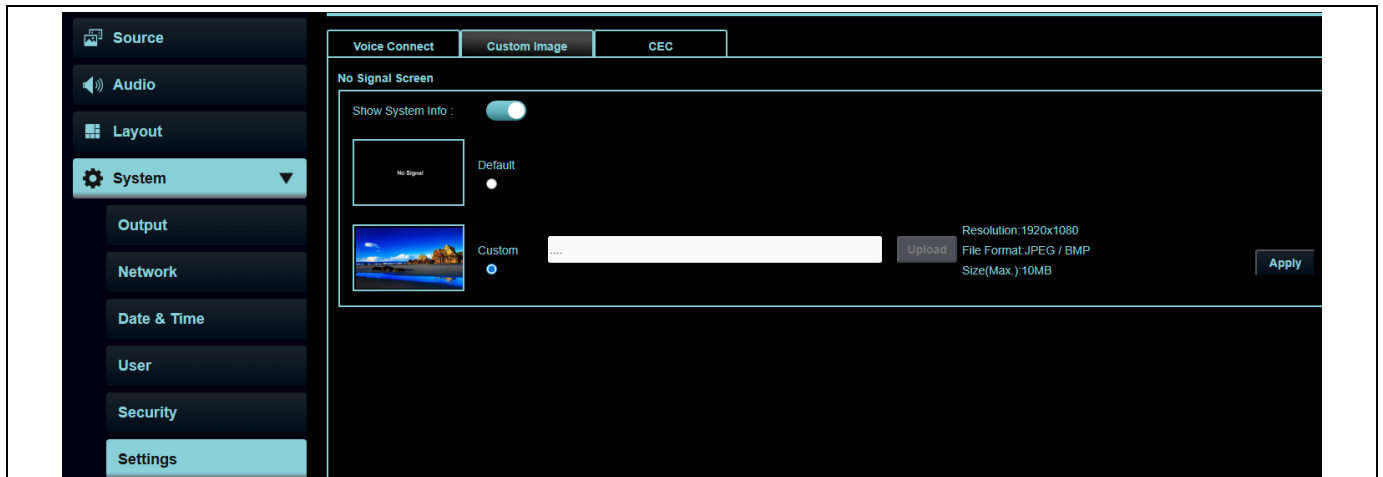 Source
Audio
Layout
System
Output
Network
Date & Time
User
Security
Settings
Voice Connect
Custom Image
CEC
No Signal Screen
Show System Info :
No Signal
Default
Custom
....
Upload
Resolution:1920x1080
File Format:JPEG / BMP
Size(Max.):10MB
Apply